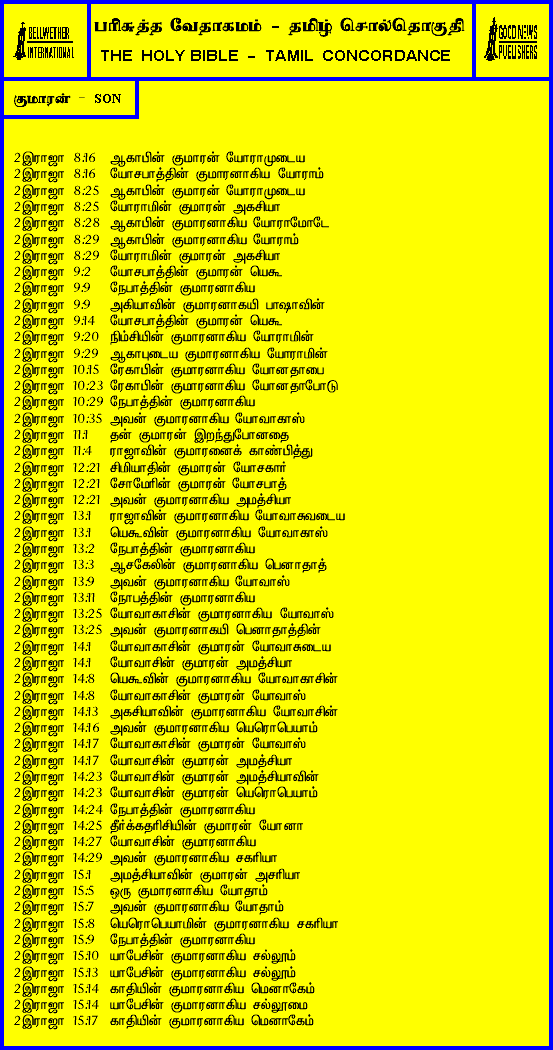 BELLWETHER
INTERNATIONAL
பரிசுத்த வேதாகமம் - தமிழ் சொல்தொகுதி
THE HOLY BIBLE - TAMIL CONCORDANCE
GOOD NEWS
PUBLISHERS
குமாரன் - SON
2இராஜா 8:16 ஆகாபின் குமாரன் யோராமுடைய
2இராஜா 8:16 யோசபாத்தின் குமாரனாகிய யோராம்
2இராஜா 8:25 ஆகாபின் குமாரன் யோராமுடைய
2இராஜா 8:25 யோராமின் குமாரன் அகசியா
2இராஜா 8:28 ஆகாபின் குமாரனாகிய யோராமோடே
2இராஜா 8:29 ஆகாபின் குமாரனாகிய யோராம்
2இராஜா 8:29 யோராமின் குமாரன் அகசியா
2இராஜா 9:2 யோசபாத்தின் குமாரன் யெகூ
2இராஜா 9:9 நேபாத்தின் குமாரனாகிய
2இராஜா 9:9 அகியாவின் குமாரனாகயி பாஷாவின்
2இராஜா 9:14 யோசபாத்தின் குமாரன் யெகூ
2இராஜா 9:20 நிம்சியின் குமாரனாகிய யோராமின்
2இராஜா 9:29 ஆகாபுடைய குமாரனாகிய யோராமின்
2இராஜா 10:15 ரேகாபின் குமாரனாகிய யோனதாபை
2இராஜா 10:23 ரேகாபின் குமாரனாகிய யோனதாபோடு
2இராஜா 10:29 நேபாத்தின் குமாரனாகிய
2இராஜா 10:35 அவன் குமாரனாகிய யோவாகாஸ்
2இராஜா 11:1 தன் குமாரன் இறந்துபோனதை
2இராஜா 11:4 ராஜாவின் குமாரனைக் காண்பித்து
2இராஜா 12:21 சிமியாதின் குமாரன் யோசகார்
2இராஜா 12:21 சோமேரின் குமாரன் யோசபாத்
2இராஜா 12:21 அவன் குமாரனாகிய அமத்சியா
2இராஜா 13:1 ராஜாவின் குமாரனாகிய யோவாசுவடைய
2இராஜா 13:1 யெகூவின் குமாரனாகிய யோவாகாஸ்
2இராஜா 13:2 நேபாத்தின் குமாரனாகிய
2இராஜா 13:3 ஆசகேலின் குமாரனாகிய பெனாதாத்
2இராஜா 13:9 அவன் குமாரனாகிய யோவாஸ்
2இராஜா 13:11 நோபத்தின் குமாரனாகிய
2இராஜா 13:25 யோவாகாசின் குமாரனாகிய யோவாஸ்
2இராஜா 13:25 அவன் குமாரனாகயி பெனாதாத்தின்
2இராஜா 14:1 யோவாகாசின் குமாரன் யோவாசுடைய
2இராஜா 14:1 யோவாசின் குமாரன் அமத்சியா
2இராஜா 14:8 யெகூவின் குமாரனாகிய யோவாகாசின்
2இராஜா 14:8 யோவாகாசின் குமாரன் யோவாஸ்
2இராஜா 14:13 அகசியாவின் குமாரனாகிய யோவாசின்
2இராஜா 14:16 அவன் குமாரனாகிய யெரொபெயாம்
2இராஜா 14:17 யோவாகாசின் குமாரன் யோவாஸ்
2இராஜா 14:17 யோவாசின் குமாரன் அமத்சியா
2இராஜா 14:23 யோவாசின் குமாரன் அமத்சியாவின்
2இராஜா 14:23 யோவாசின் குமாரன் யெரொபெயாம்
2இராஜா 14:24 நேபாத்தின் குமாரனாகிய
2இராஜா 14:25 தீர்க்கதரிசியின் குமாரன் யோனா
2இராஜா 14:27 யோவாசின் குமாரனாகிய
2இராஜா 14:29 அவன் குமாரனாகிய சகரியா
2இராஜா 15:1 அமத்சியாவின் குமாரன் அசரியா
2இராஜா 15:5 ஒரு குமாரனாகிய யோதாம்
2இராஜா 15:7 அவன் குமாரனாகிய யோதாம்
2இராஜா 15:8 யெரொபெயாமின் குமாரனாகிய சகரியா
2இராஜா 15:9 நேபாத்தின் குமாரனாகிய
2இராஜா 15:10 யாபேசின் குமாரனாகிய சல்லூம்
2இராஜா 15:13 யாபேசின் குமாரனாகிய சல்லூம்
2இராஜா 15:14 காதியின் குமாரனாகிய மெனாகேம்
2இராஜா 15:14 யாபேசின் குமாரனாகிய சல்லூமை
2இராஜா 15:17 காதியின் குமாரனாகிய மெனாகேம்